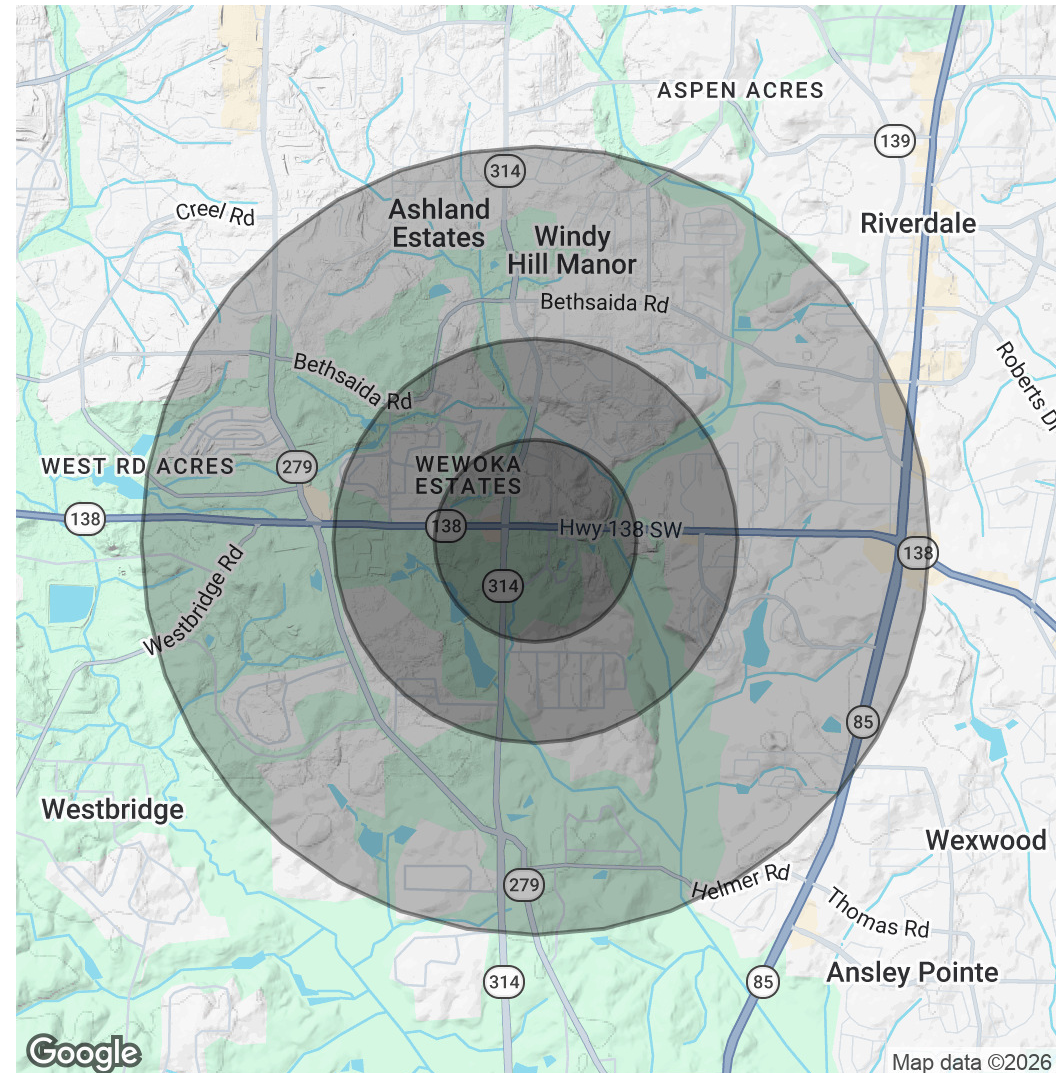 ASPEN ACRES
139
314
Creel Rd
Ashland
Estates
Riverdale
Windy
Hill Manor
Bethsaida Rd
Roberts Dr
Bethsaida Rd
WEST RD ACRES
279
WEWOKA
ESTATES
138
138
Hwy 138 SW
138
314
Westbridge Rd
85
Westbridge
Wexwood
279
Helmer Rd
Thomas Rd
314
85
Ansley Pointe
Google
Map data ©2026